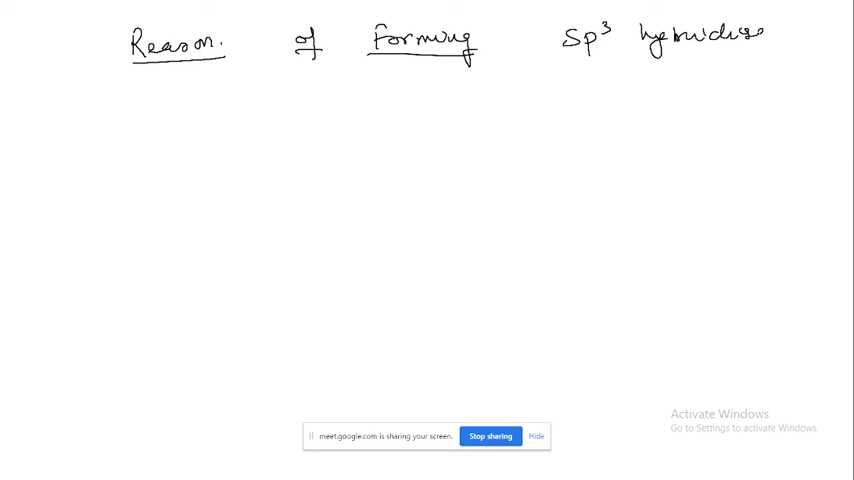 Reason. of Forming Sp³ hybridise
meet.google.com is sharing your screen. Stop sharing Hide
Activate Windows
Go to Settings to activate Windows.